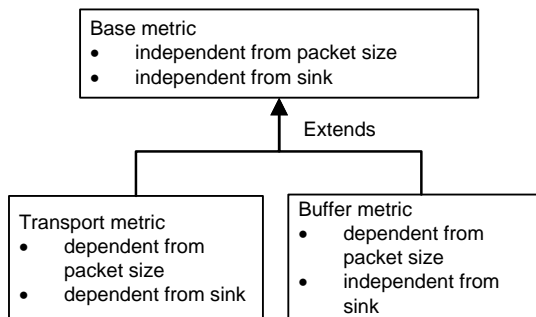 Base metric
• independent from packet size
• independent from sink
Extends
Transport metric
• dependent from
packet size
• dependent from sink
Buffer metric
• dependent from
packet size
• independent from
sink